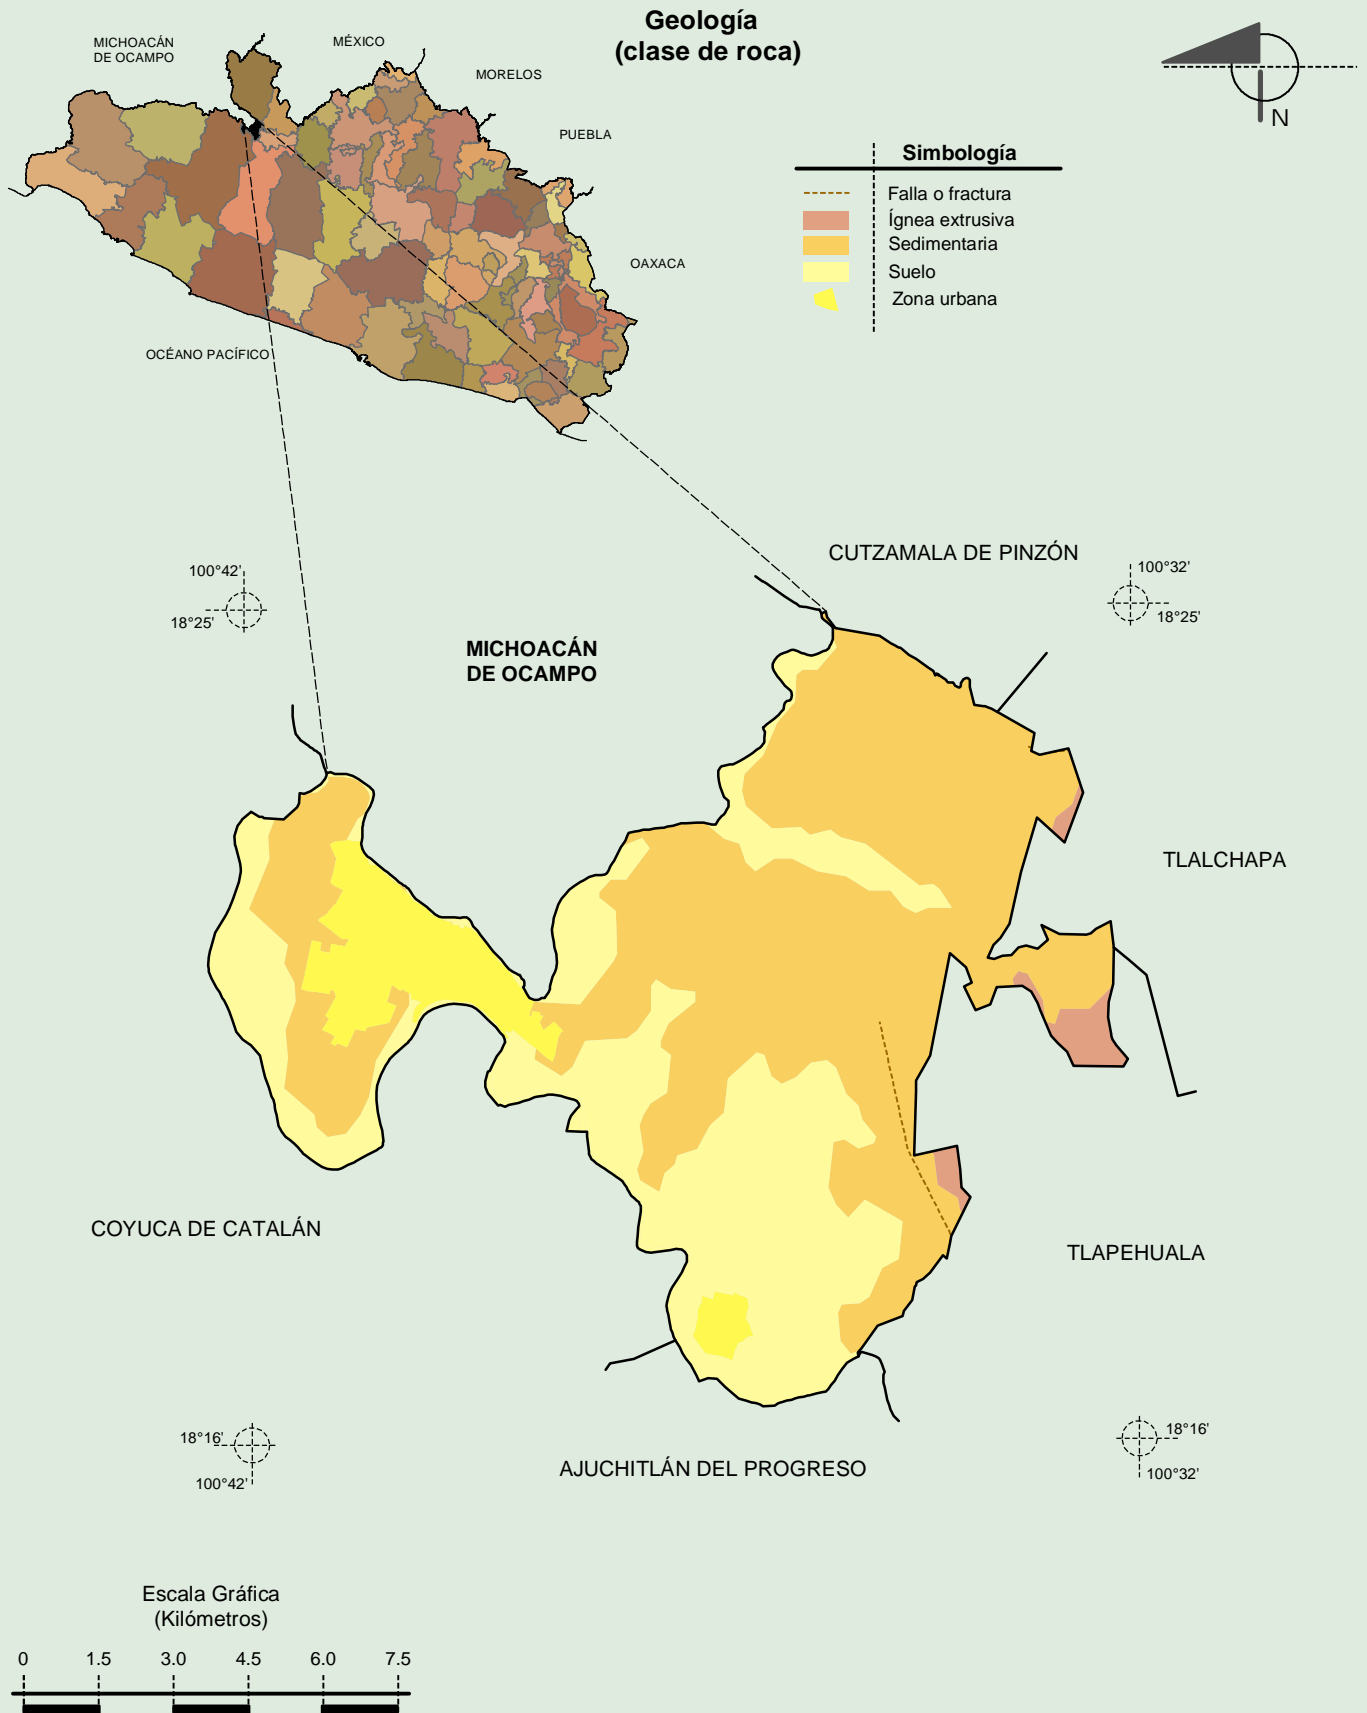 Geología
(clase de roca)
MICHOACÁN
DE OCAMPO
MÉXICO
MORELOS
PUEBLA
OAXACA
OCÉANO PACÍFICO
N
Simbología
Falla o fractura
Ígnea extrusiva
Sedimentaria
Suelo
Zona urbana
CUTZAMALA DE PINZÓN
100°42'
18°25'
100°32'
18°25'
MICHOACÁN
DE OCAMPO
TLALCHAPA
COYUCA DE CATALÁN
TLAPEHUALA
18°16'
100°42'
18°16'
100°32'
AJUCHITLÁN DEL PROGRESO
Escala Gráfica
(Kilómetros)
0 1.5 3.0 4.5 6.0 7.5